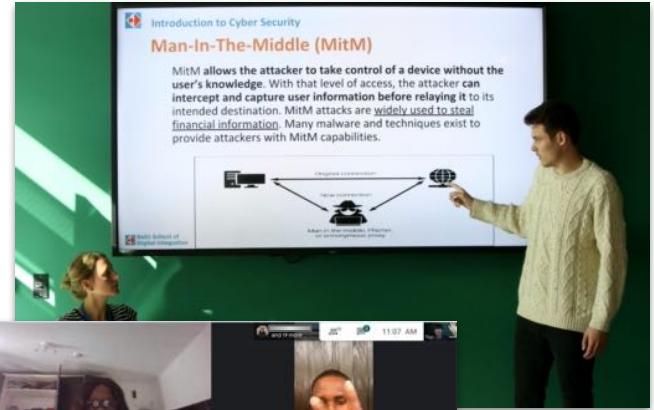 Introduction to Cyber Security
Man-In-The-Middle (MitM)
MitM allows the attacker to take control of a device without the
user's knowledge. With that level of access, the attacker can
intercept and capture user information before relaying it to its
intended destination. MitM attacks are widely used to steal
financial information. Many malware and techniques exist to
provide attackers with MitM capabilities.
Original connection
New connection
Man in the middle, Phisher,
or annonymous proxy
School of
Digital Integration
and 17 more
11:07 AM